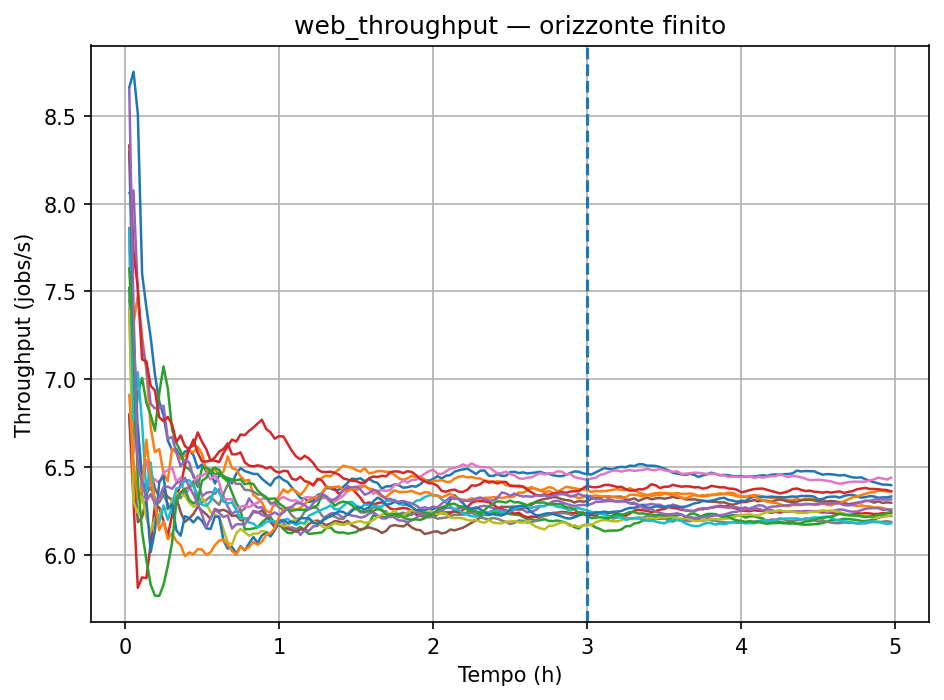 web_throughput — orizzonte finito
Throughput (jobs/s)
8.5
8.0
7.5
7.0
6.5
6.0
0 1 2 3 4 5
Tempo (h)